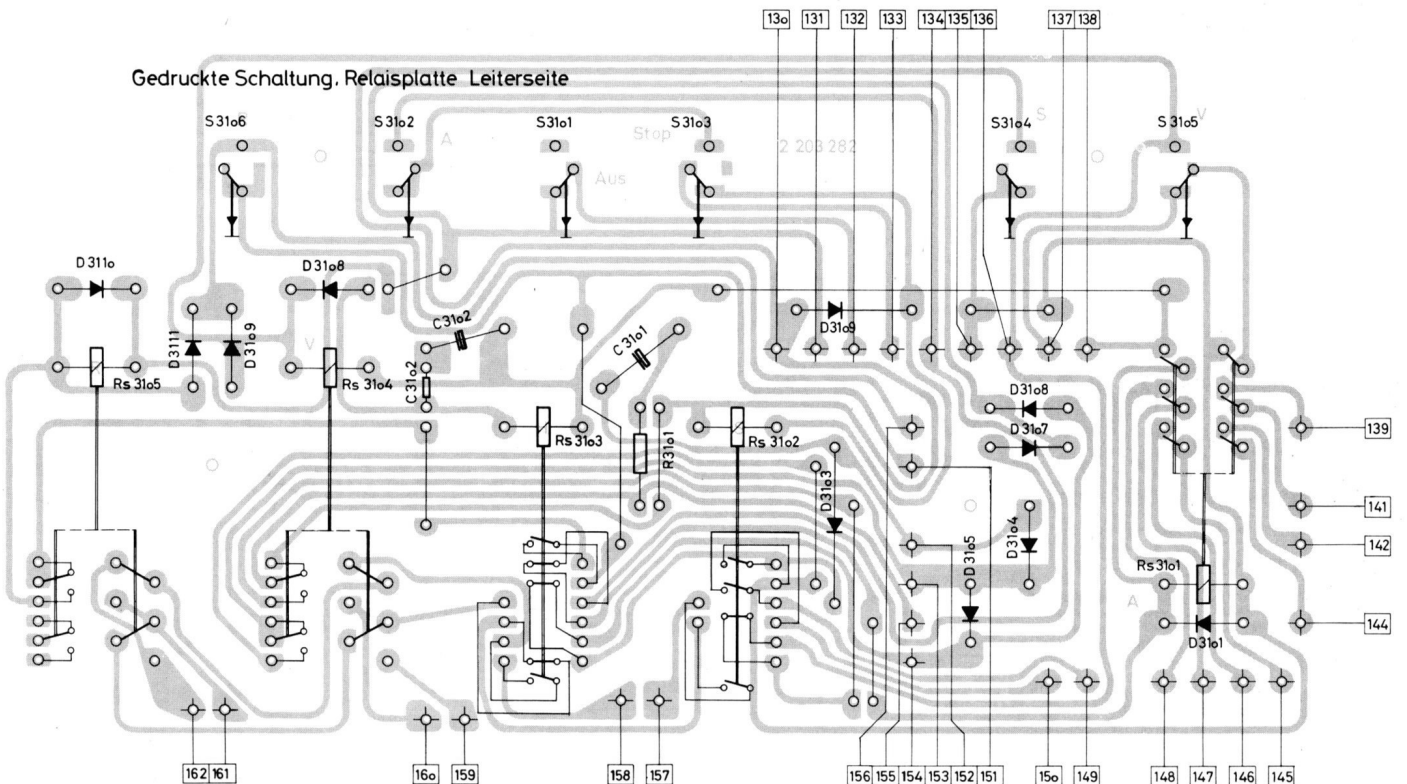 13o 131 132 133 134 135 136 137 138
Gedruckte Schaltung. Relaisplatte Leiterseite
S31o6 S31o2 A S31o1 Stop S31o3 2 203 282 S31o4 S S31o5 V
Aus
D311o D31o8
D3111 D31o9 V C31o2 C31o1 D31o9
Rs 31o5 Rs 31o4 C31o2
Rs 31o3 R31o1 Rs 31o2 D31o8 D31o7
139
D31o3 D31o4 141
142
D31o5 Rs 31o1
A D31o1 144
162 161 16o 159 158 157 156 155 154 153 152 151 15o 149 148 147 146 145